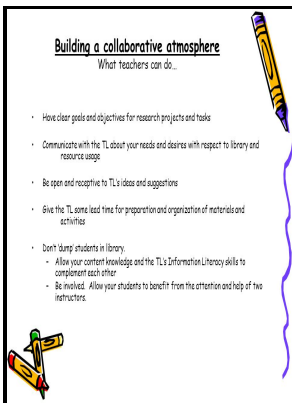 Building a collaborative atmosphere
What teachers can do…
• Have clear goals and objectives for research projects and tasks
• Communicate with the TL about your needs and desires with respect to library and
resource usage
• Be open and receptive to TL's ideas and suggestions
• Give the TL some lead time for preparation and organization of materials and
activities
• Don't 'dump' students in library.
– Allow your content knowledge and the TL's Information Literacy skills to
complement each other
– Be involved. Allow your students to benefit from the attention and help of two
instructors.